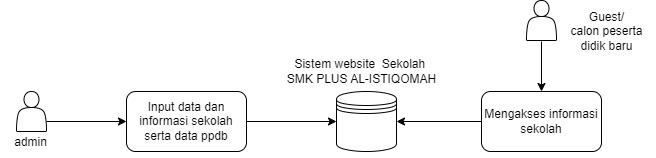 Guest/
calon peserta
didik baru
Sistem website Sekolah
SMK PLUS AL-ISTIQOMAH
admin
Input data dan
informasi sekolah
serta data ppdb
Mengakses informasi
sekolah